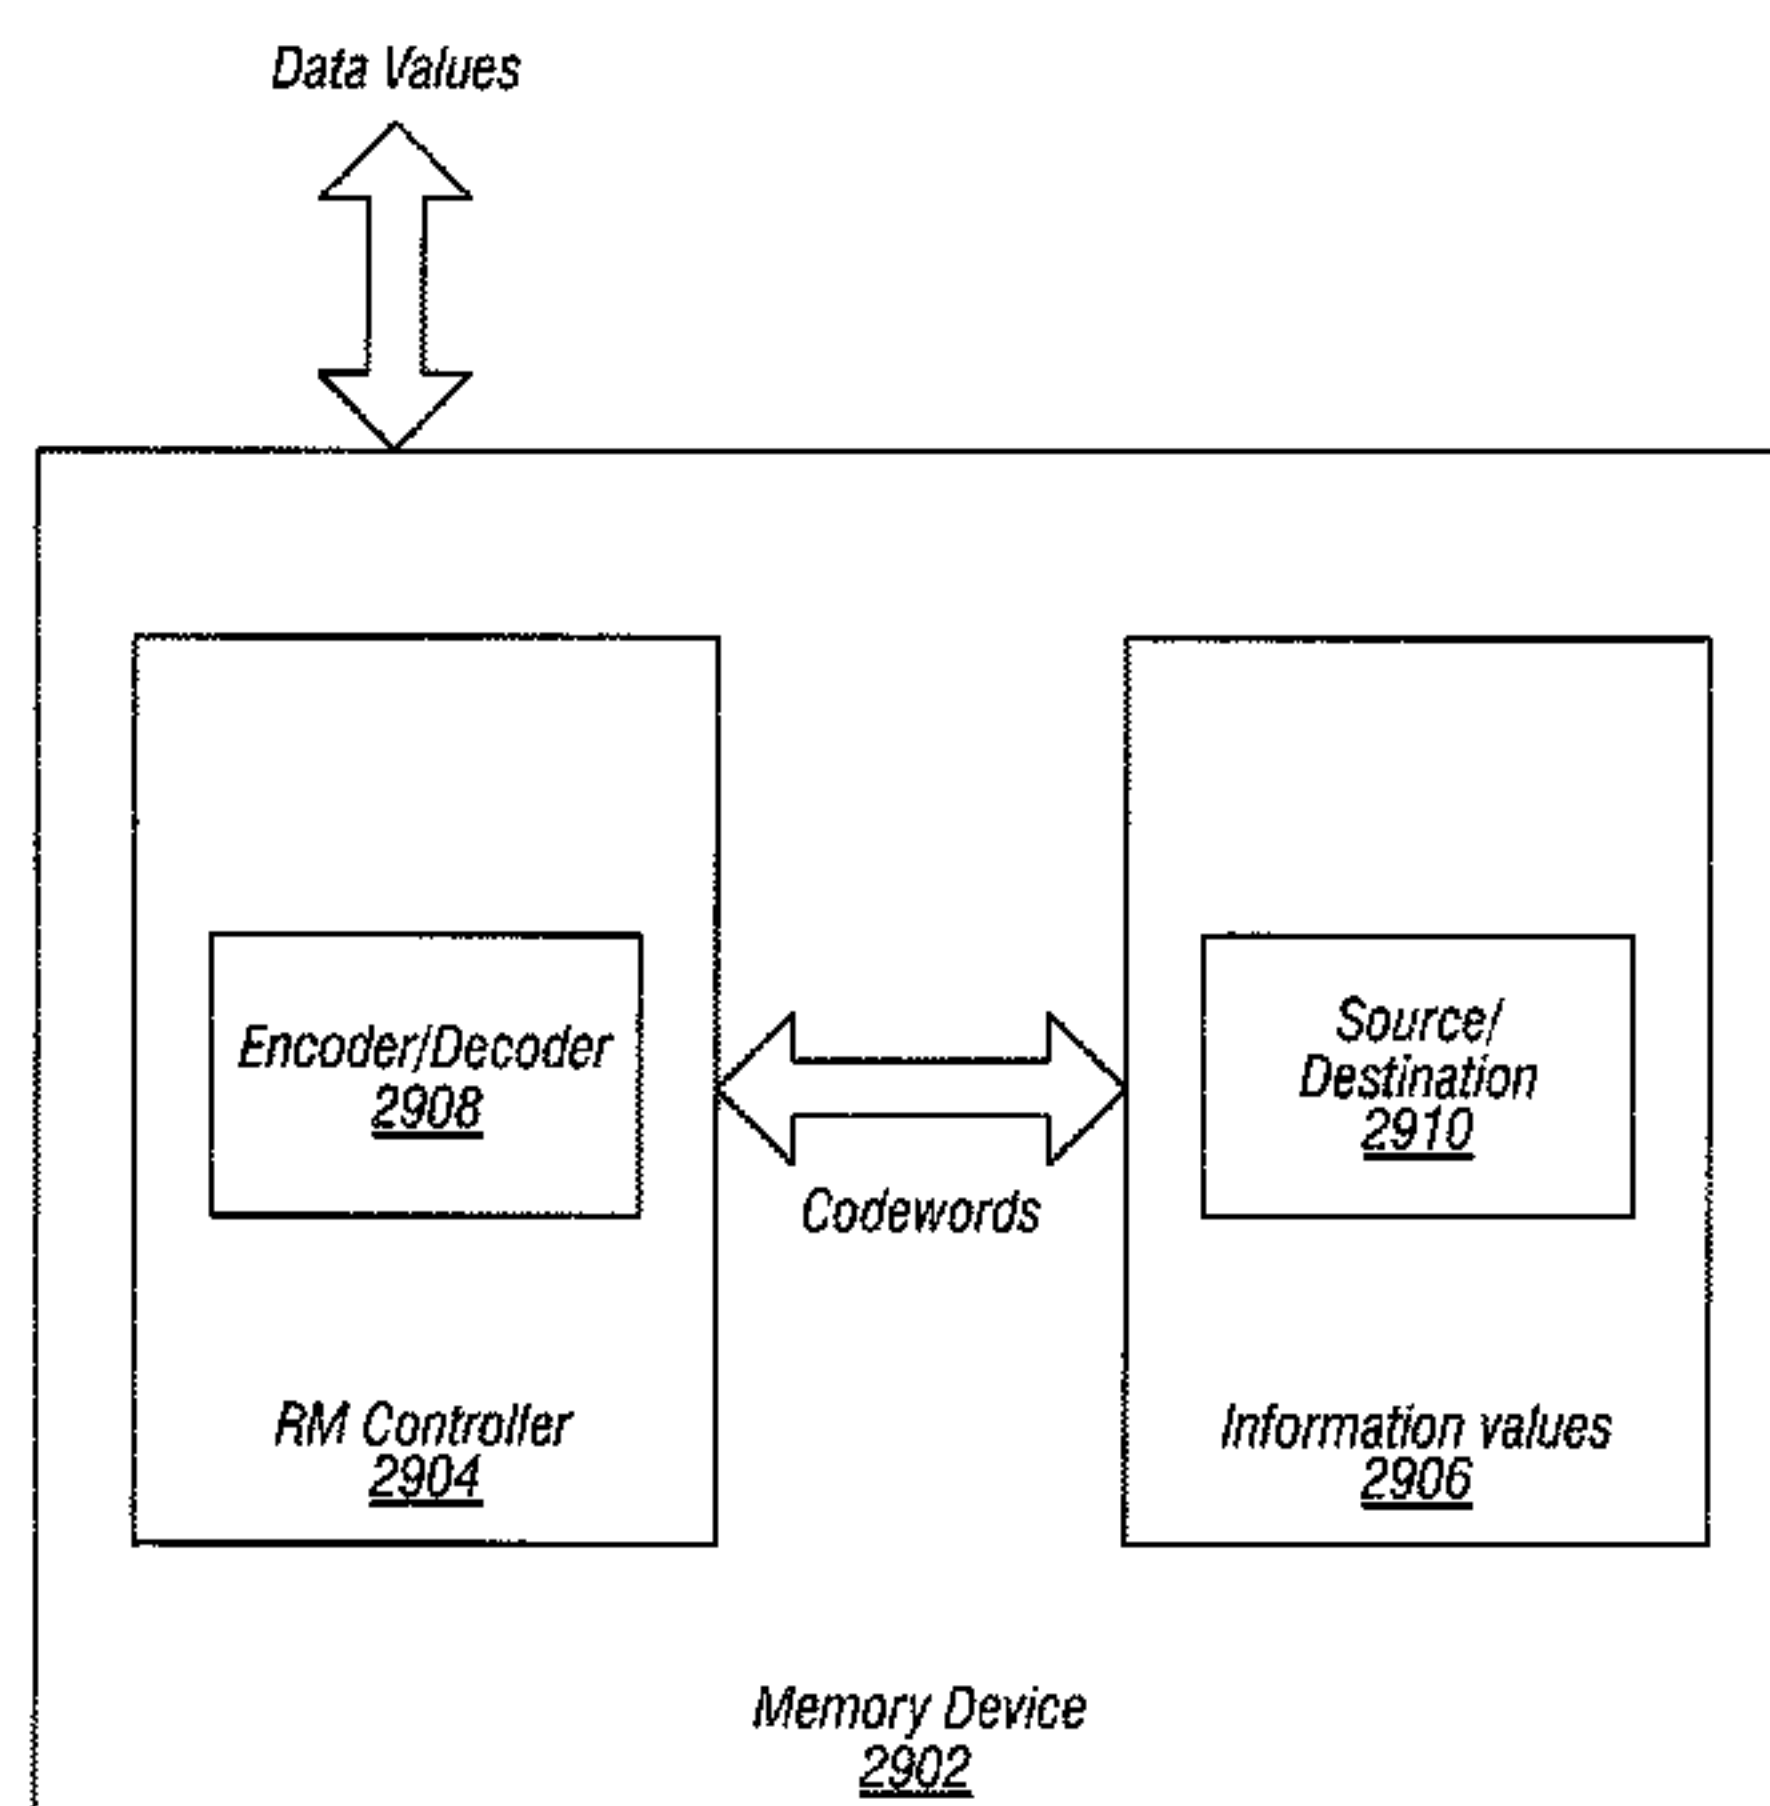 Data Values
Encoder/Decoder
2908
Codewords
Source/
Destination
2910
RM Controller
2904
Information values
2906
Memory Device
2902